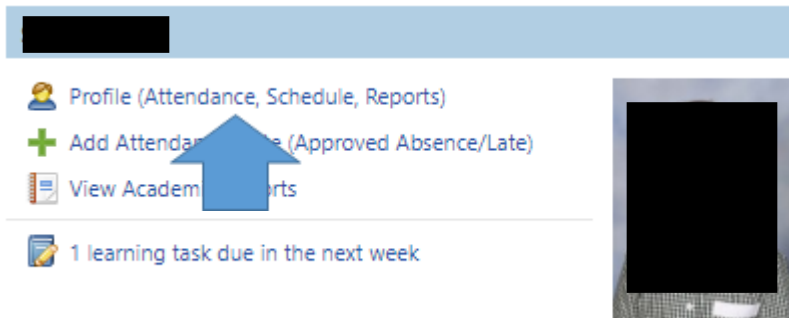 Profile (Attendance, Schedule, Reports)
Add (Approved Absence/Late)
View
1 learning task due in the next week